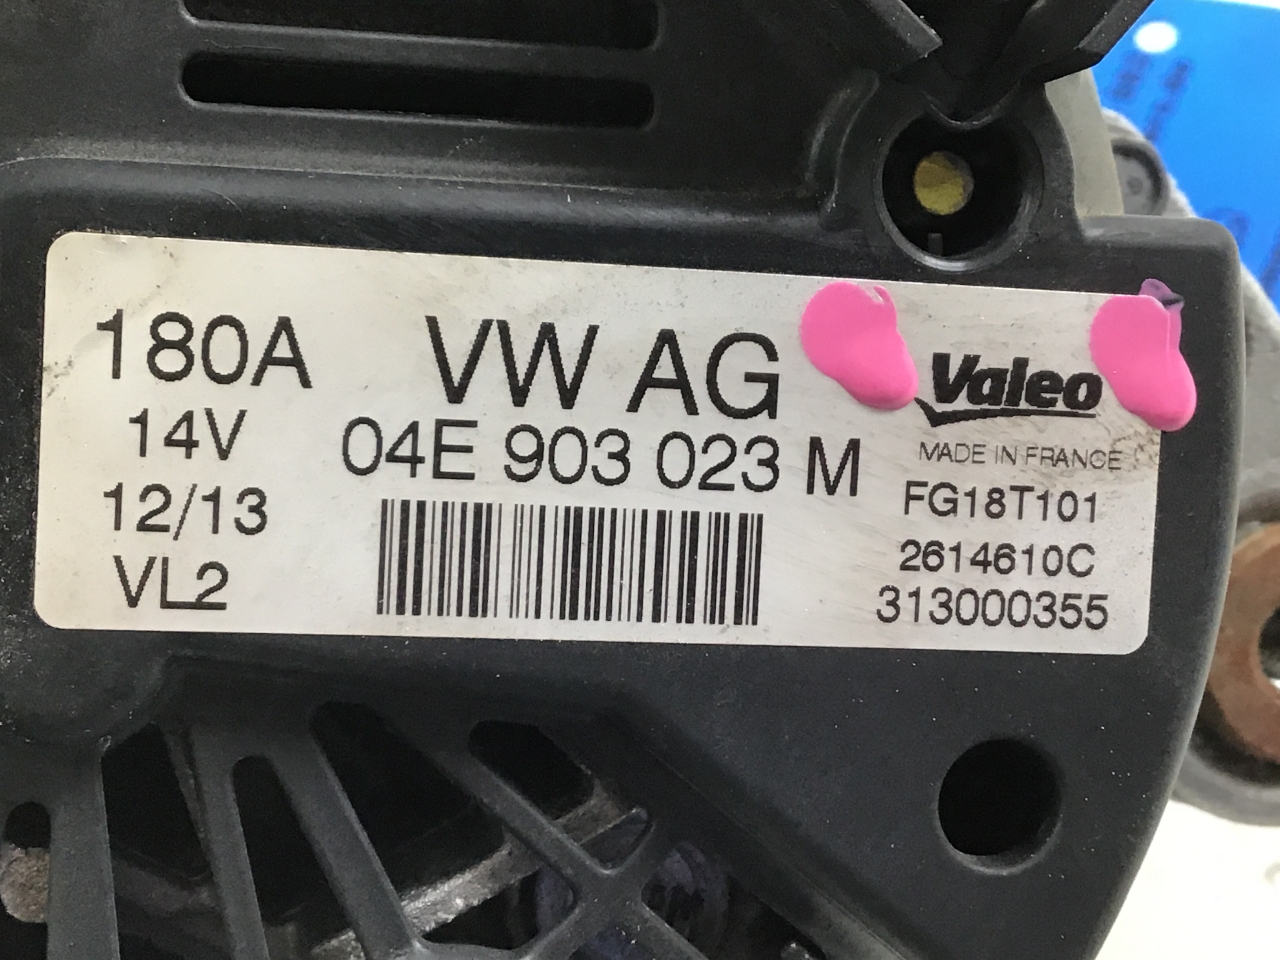 180A
14V
12/13
VL2
VW AG
04E 903 023 M
Valeo
MADE IN FRANCE
FG18T101
2614610C
313000355